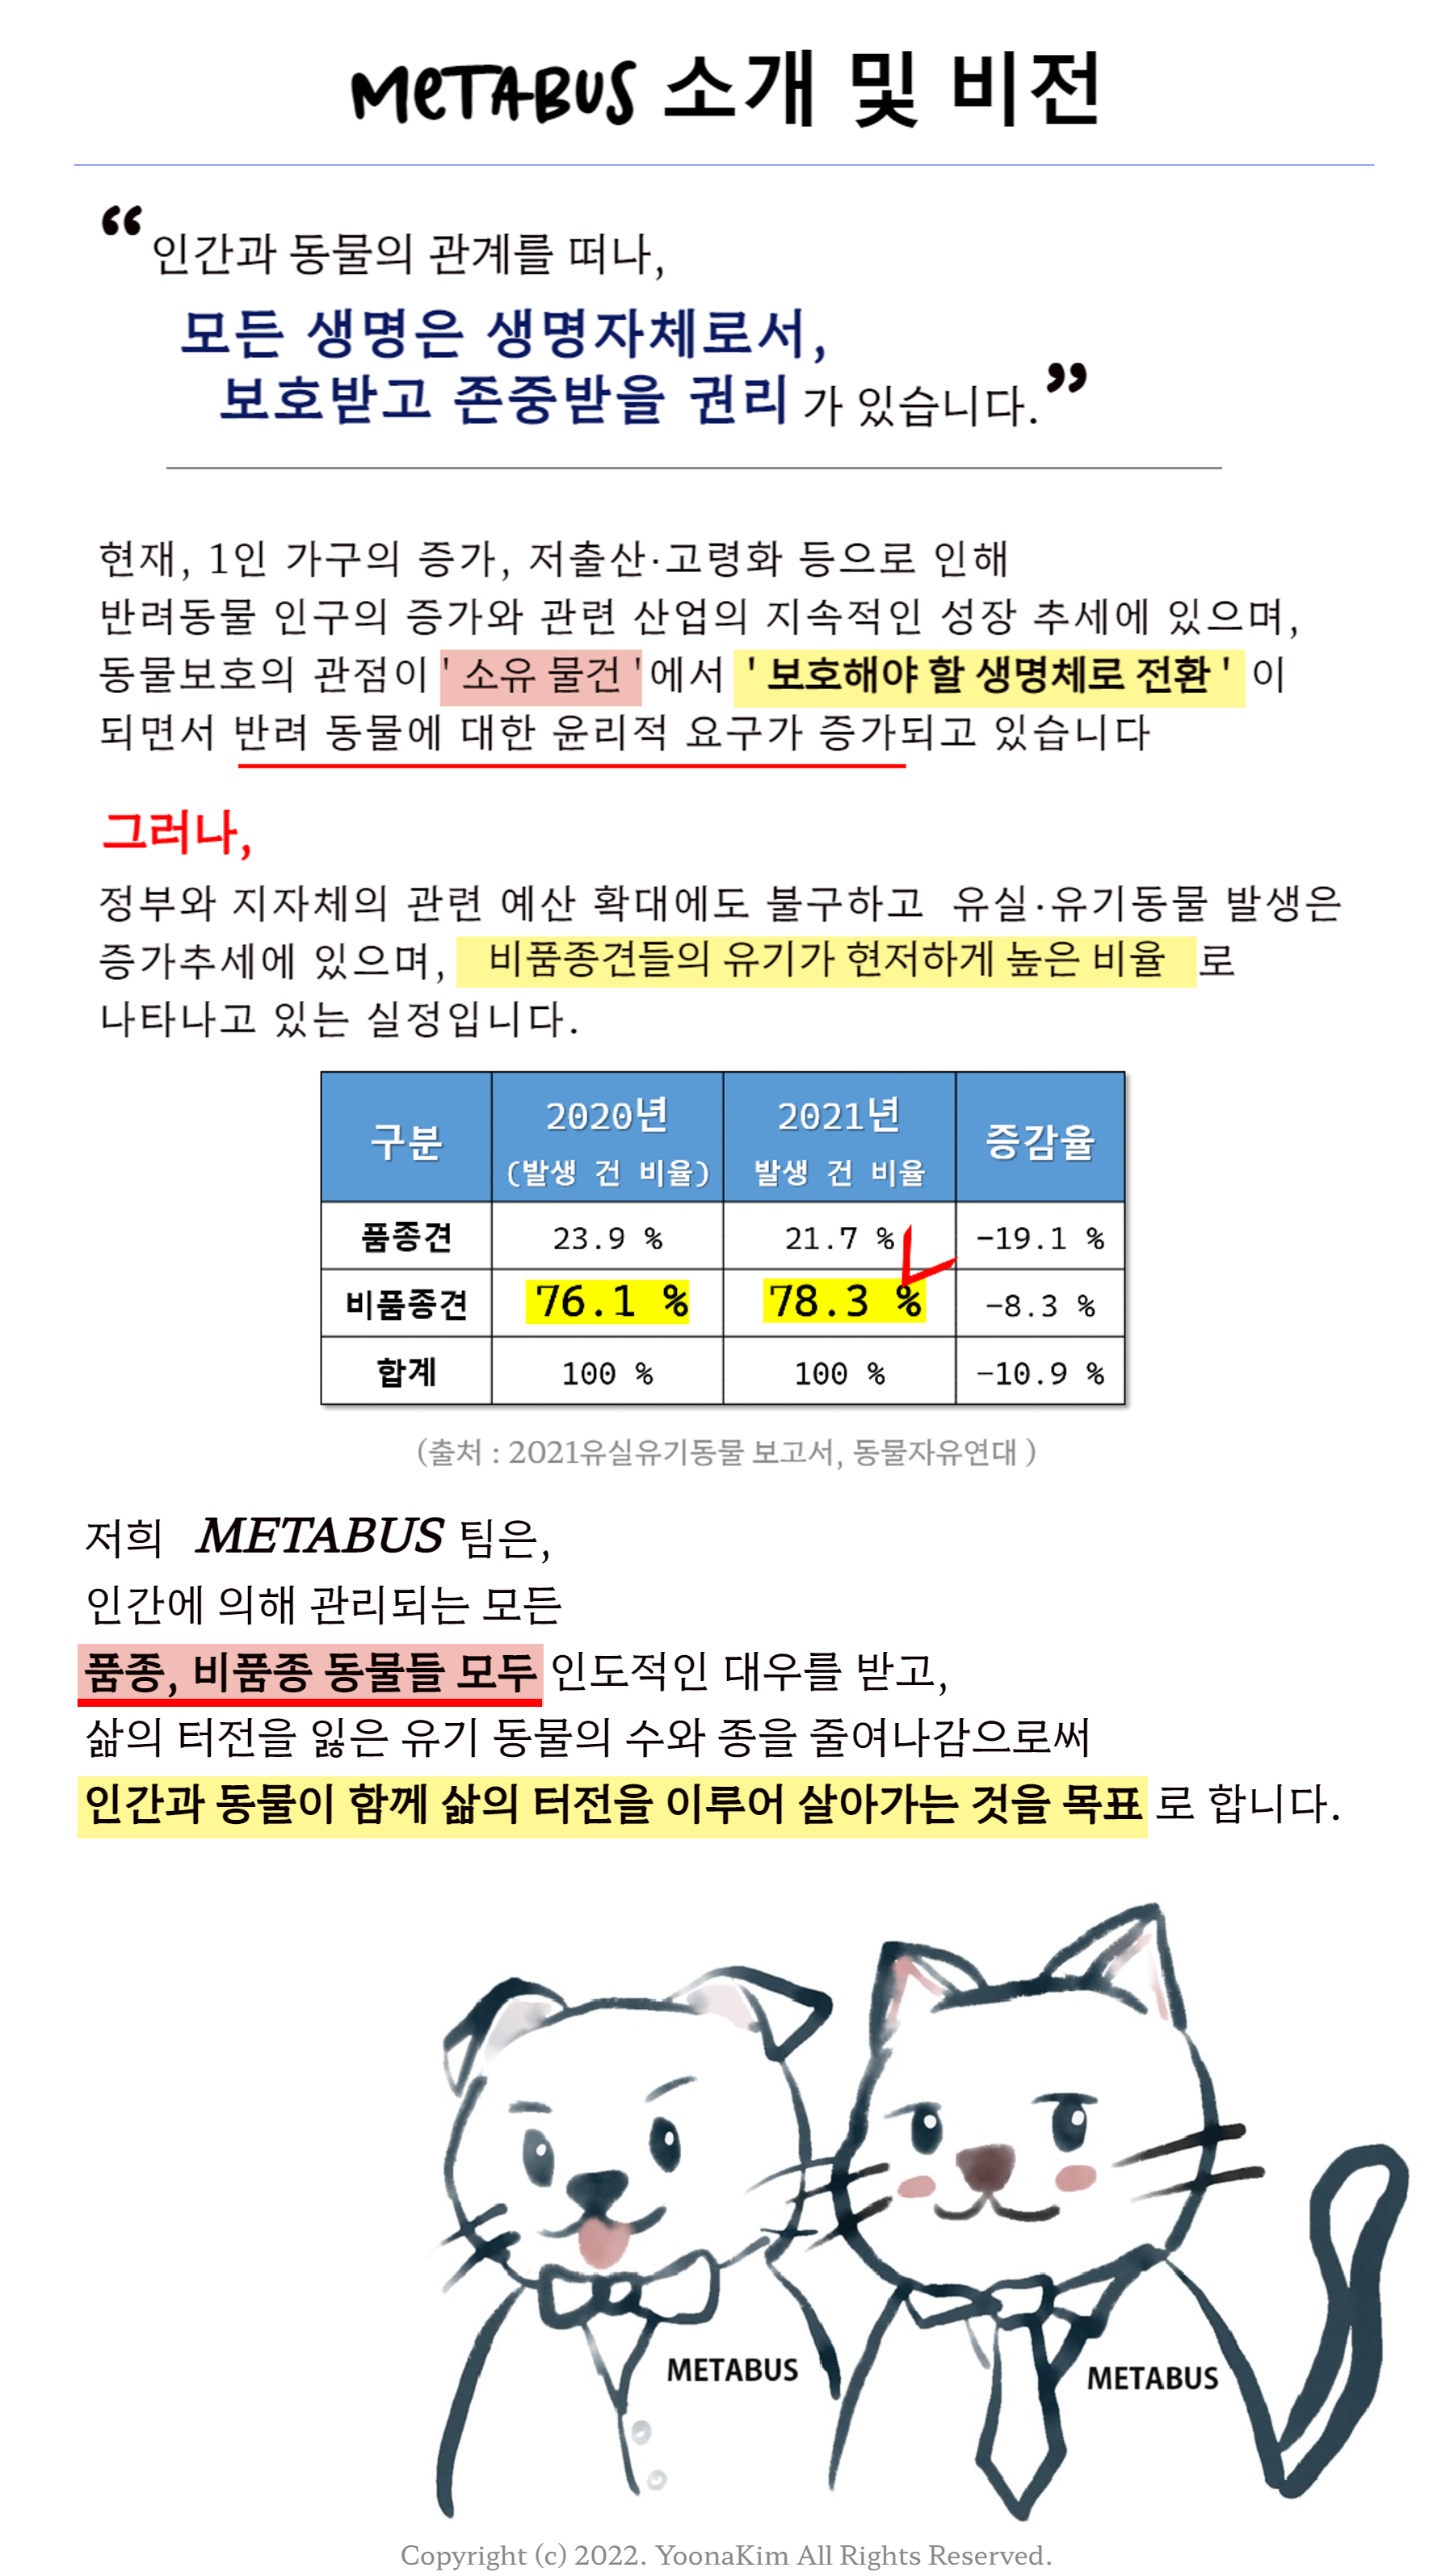 METABUS 소개 및 비전
“인간과 동물의 관계를 떠나,
모든 생명은 생명자체로서,
보호받고 존중받을 권리 가 있습니다.”
현재, 1인 가구의 증가, 저출산·고령화 등으로 인해
반려동물 인구의 증가와 관련 산업의 지속적인 성장 추세에 있으며,
동물보호의 관점이 ' 소유 물건 '에서 ' 보호해야 할 생명체로 전환 ' 이
되면서 반려 동물에 대한 윤리적 요구가 증가되고 있습니다
그러나,
정부와 지자체의 관련 예산 확대에도 불구하고 유실·유기동물 발생은
증가추세에 있으며, 비품종견들의 유기가 현저하게 높은 비율 로
나타나고 있는 실정입니다.
구분 2020년 (발생 건 비율) 2021년 발생 건 비율 증감율
품종견 23.9 % 21.7 % -19.1 %
비품종견 76.1 % 78.3 % -8.3 %
합계 100 % 100 % -10.9 %
(출처 : 2021유실유기동물 보고서, 동물자유연대 )
저희 METABUS 팀은,
인간에 의해 관리되는 모든
품종, 비품종 동물들 모두 인도적인 대우를 받고,
삶의 터전을 잃은 유기 동물의 수와 종을 줄여나감으로써
인간과 동물이 함께 삶의 터전을 이루어 살아가는 것을 목표 로 합니다.
METABUS
METABUS
Copyright (c) 2022. YoonaKim All Rights Reserved.